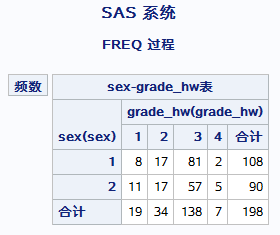 SAS 系统
FREQ 过程
频数
sex-grade_hw表
grade_hw(grade_hw)
sex(sex) 1 2 3 4 合计
1 8 17 81 2 108
2 11 17 57 5 90
合计 19 34 138 7 198